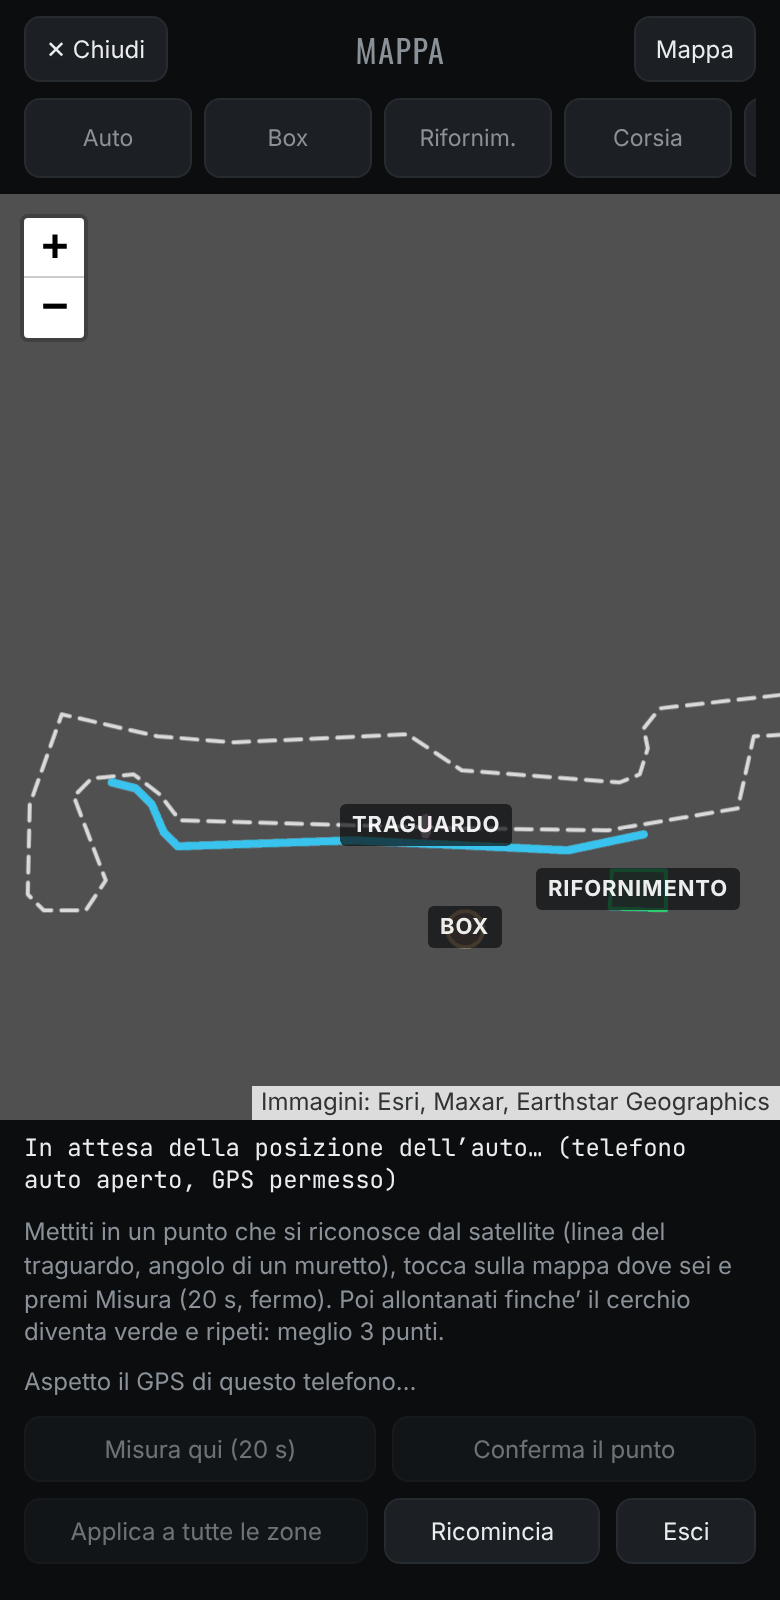 ✕ Chiudi
MAPPA
Mappa
Auto
Box
Rifornim.
Corsia
+
−
TRAGUARDO
RIFORNIMENTO
BOX
Immagini: Esri, Maxar, Earthstar Geographics
In attesa della posizione dell’auto… (telefono
auto aperto, GPS permesso)
Mettiti in un punto che si riconosce dal satellite (linea del
traguardo, angolo di un muretto), tocca sulla mappa dove sei e
premi Misura (20 s, fermo). Poi allontanati finche’ il cerchio
diventa verde e ripeti: meglio 3 punti.
Aspetto il GPS di questo telefono…
Misura qui (20 s)
Conferma il punto
Applica a tutte le zone
Ricomincia
Esci